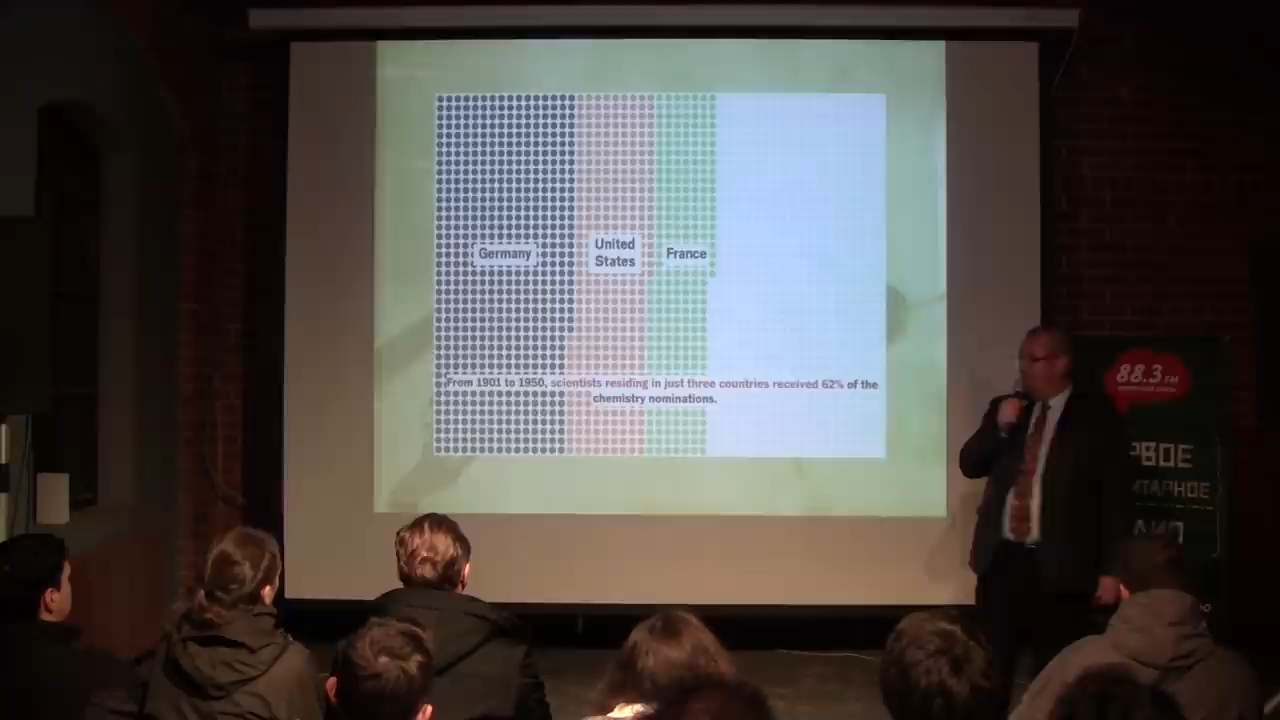 Germany
United
States
France
From 1901 to 1950, scientists residing in just three countries received 62% of the
chemistry nominations.
88.3 FM